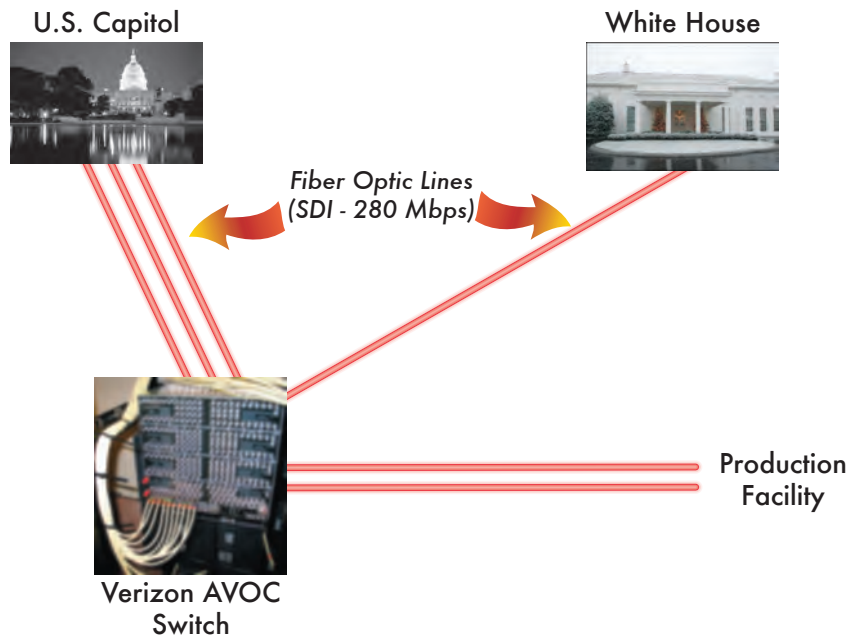 U.S. Capitol
White House
Fiber Optic Lines
(SDI - 280 Mbps)
Production
Facility
Verizon AVOC
Switch